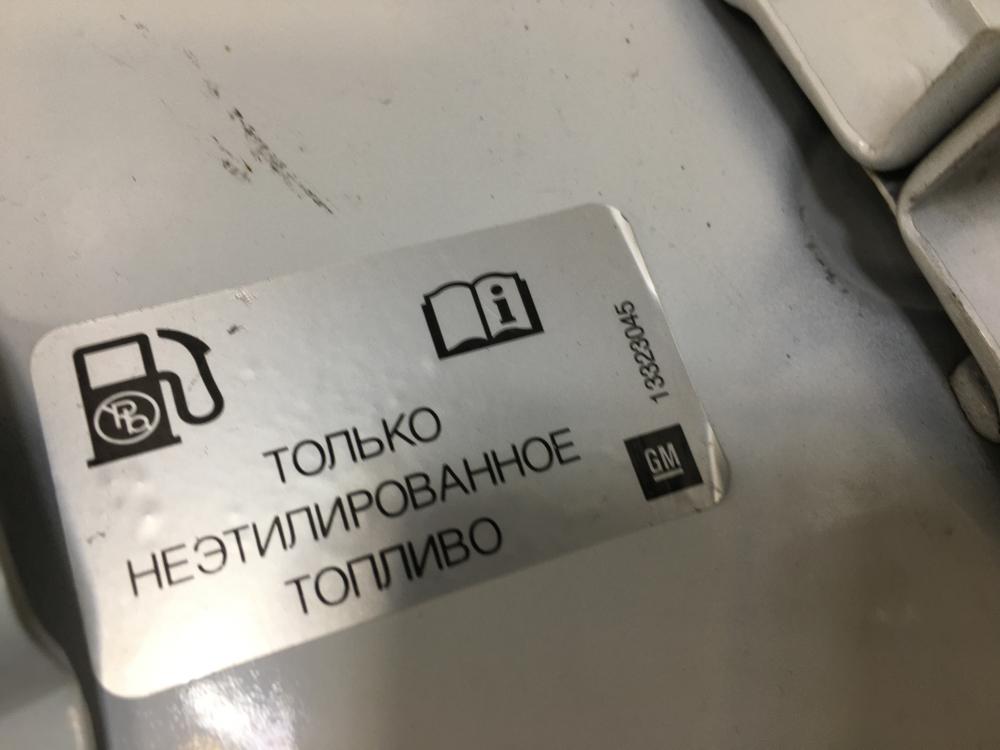 Pb
i
13323045
ТОЛЬКО
НЕЭТИЛИРОВАННОЕ
ТОПЛИВО
GM